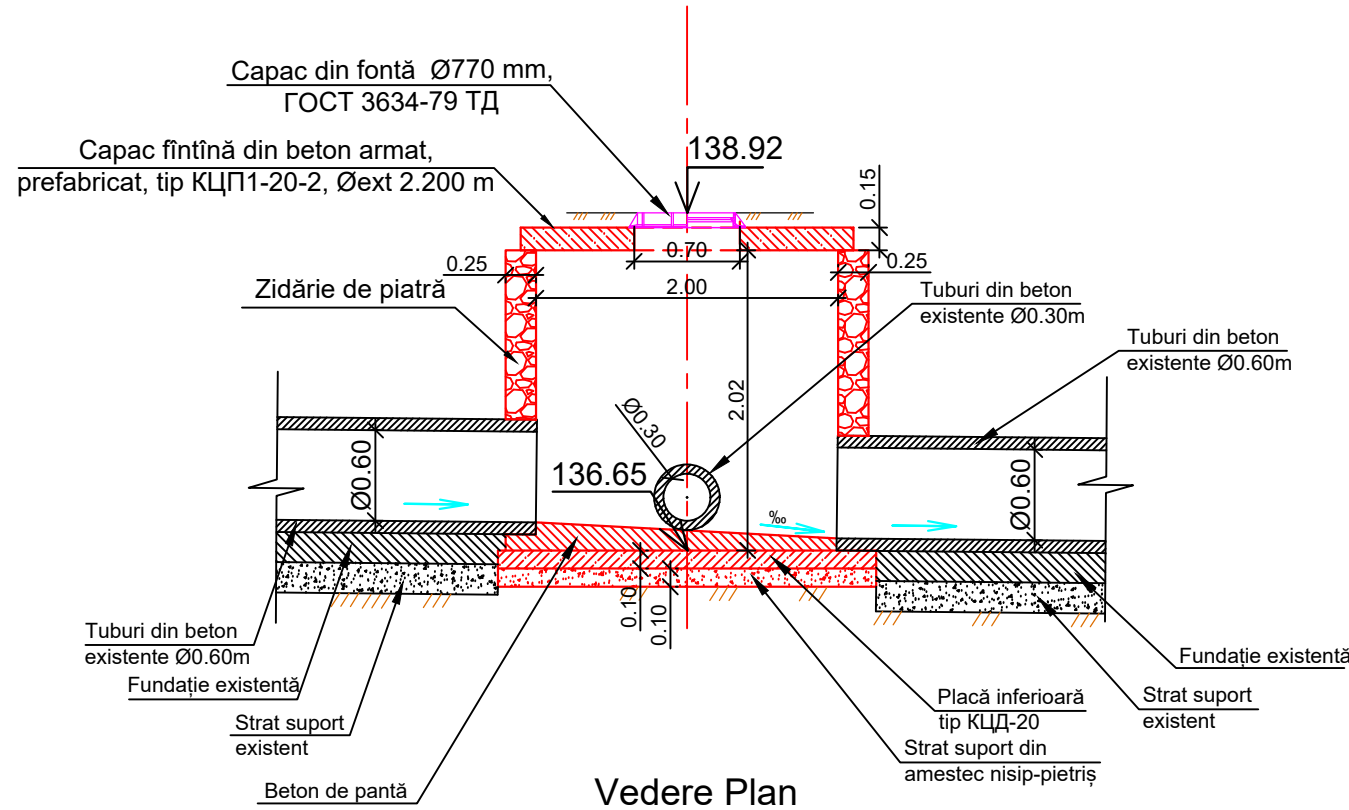 Capac din fontă Ø770 mm,
ГОСТ 3634-79 ТД
Capac fîntînă din beton armat,
prefabricat, tip КЦП1-20-2, Øext 2.200 m
138.92
0.15
0.70
0.25
0.25
2.00
Zidărie de piatră
Tuburi din beton
existente Ø0.30m
Tuburi din beton
existente Ø0.60m
2.02
Ø0.30
Ø0.60
136.65
‰
Ø0.60
0.10
0.10
Tuburi din beton
existente Ø0.60m
Fundație existentă
Strat suport
existent
Beton de pantă
Fundație existentă
Strat suport
existent
Placă inferioară
tip КЦД-20
Strat suport din
amestec nisip-pietriș
Vedere Plan